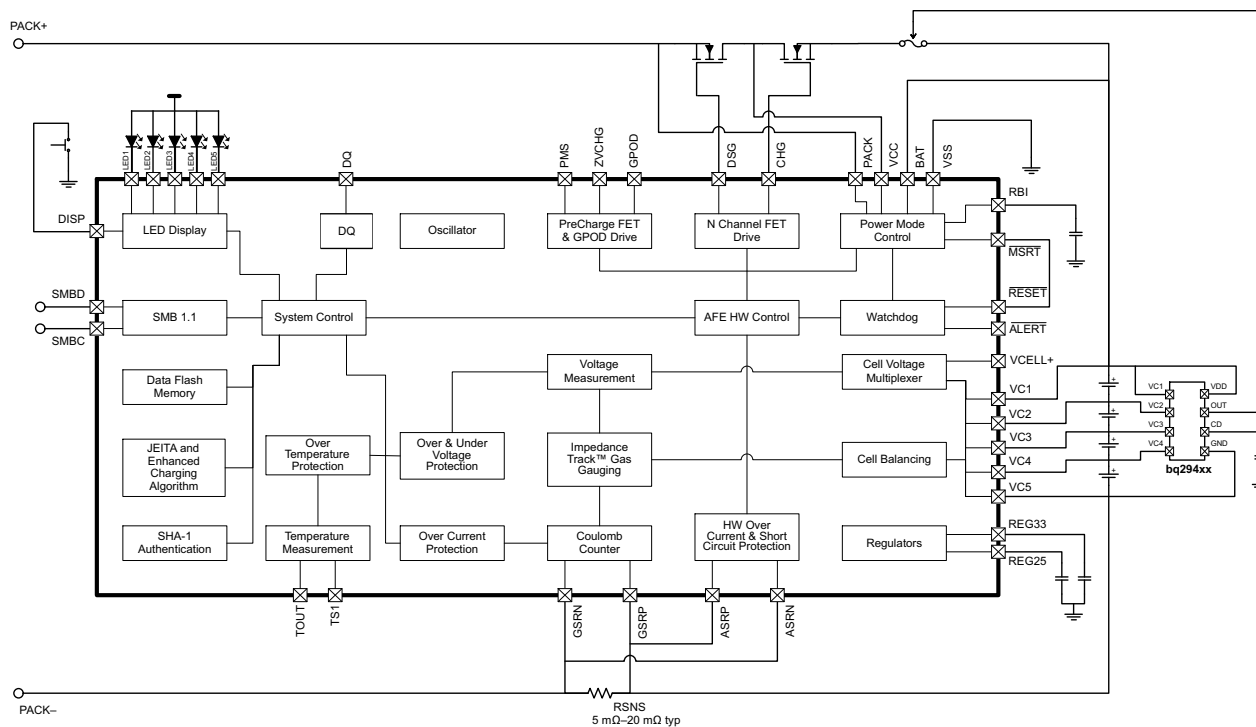 PACK+
LED1
LED2
LED3
LED4
LED5
DQ
PMS
ZVCHG
GPOD
DSG
CHG
PACK
VCC
BAT
VSS
DISP
LED Display
DQ
Oscillator
PreCharge FET
& GPOD Drive
N Channel FET
Drive
Power Mode
Control
RBI
MSRT
SMBD
SMBC
SMB 1.1
System Control
AFE HW Control
Watchdog
RESET
ALERT
Data Flash
Memory
Voltage
Measurement
Cell Voltage
Multiplexer
VCELL+
VC1
VC2
VC3
VC4
VC5
JEITA and
Enhanced
Charging
Algorithm
Over
Temperature
Protection
Over & Under
Voltage
Protection
Impedance
Track™ Gas
Gauging
Cell Balancing
VC1
VC2
VC3
VC4
VDD
OUT
CD
GND
bq294xx
SHA-1
Authentication
Temperature
Measurement
Over Current
Protection
Coulomb
Counter
HW Over
Current & Short
Circuit Protection
Regulators
REG33
REG25
TOUT
TS1
GSRN
GSRP
ASRP
ASRN
+
+
+
+
PACK–
RSNS
5 mΩ–20 mΩ typ